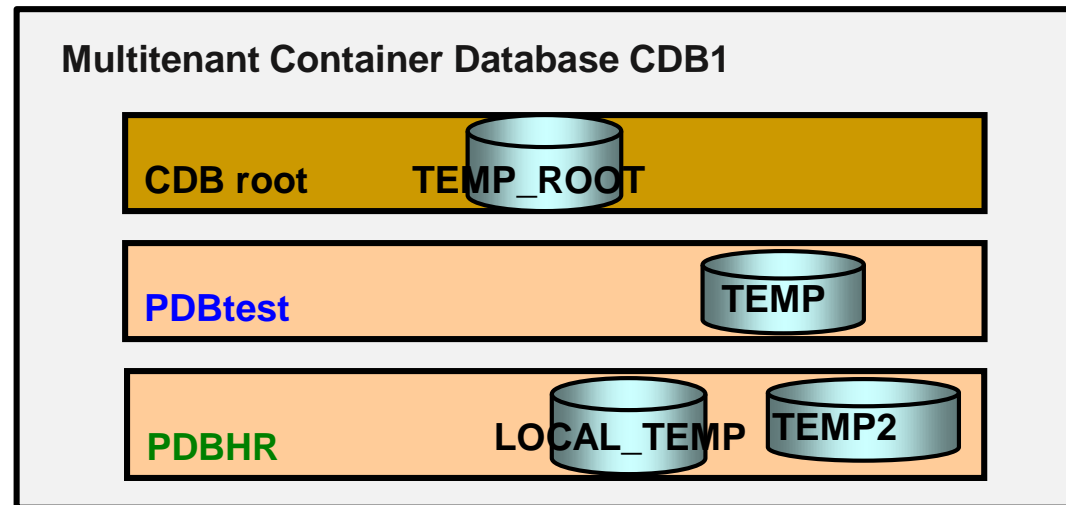 Multitenant Container Database CDB1
CDB root TEMP_ROOT
PDBtest TEMP
PDBHR LOCAL_TEMP TEMP2